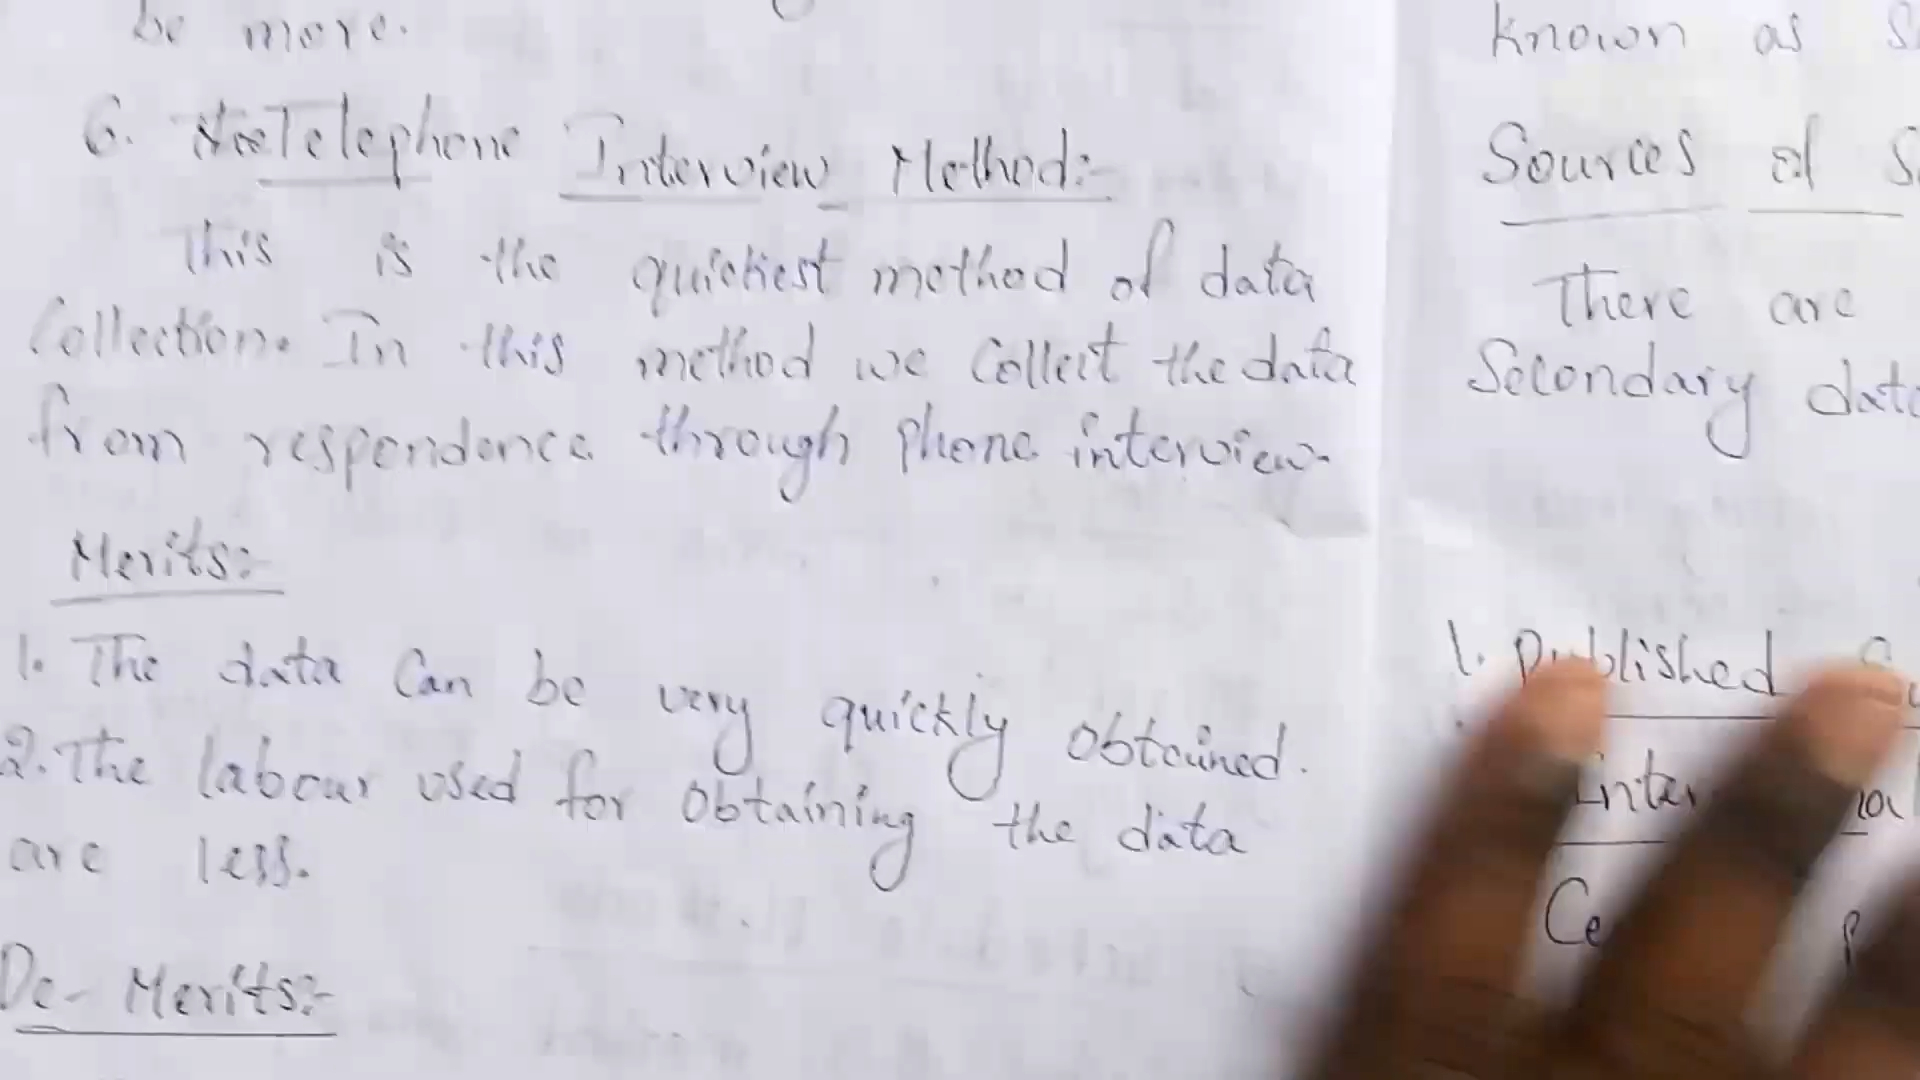 be more.
6. Telephone Interview Method:-
This is the quickest method of data
Collection. In this method we Collect the data
from respondence through phone interview.
Merits:-
1. The data Can be very quickly obtained.
2. The labour used for obtaining the data
are less.
De-Merits:-
known as
Sources of
There are
Secondary data
1. Published